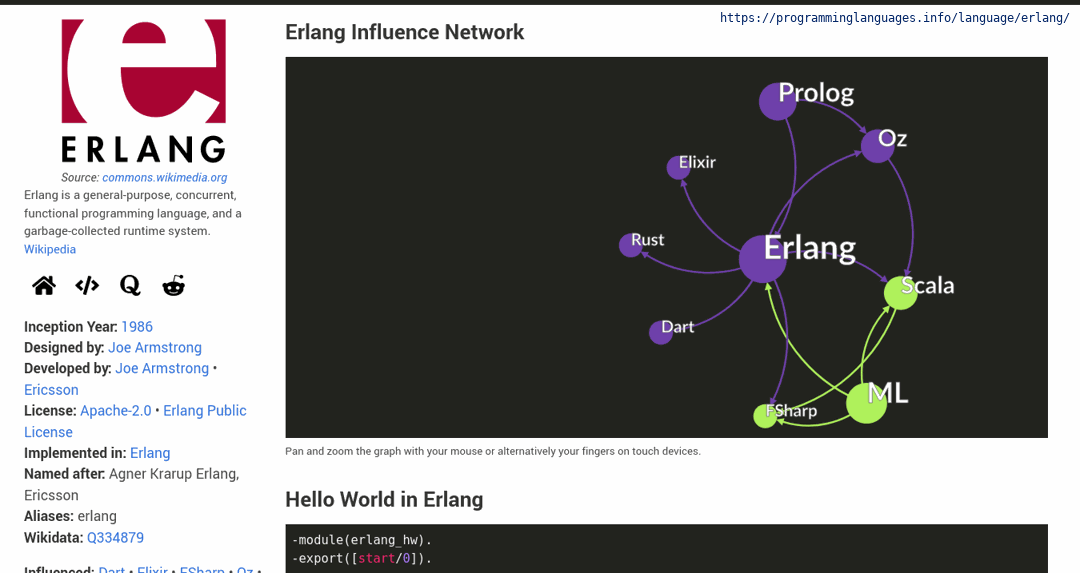 https://programminglanguages.info/language/erlang/
ERLANG
Source: commons.wikimedia.org
Erlang is a general-purpose, concurrent,
functional programming language, and a
garbage-collected runtime system.
Wikipedia
Inception Year: 1986
Designed by: Joe Armstrong
Developed by: Joe Armstrong •
Ericsson
License: Apache-2.0 • Erlang Public
License
Implemented in: Erlang
Named after: Agner Krarup Erlang,
Ericsson
Aliases: erlang
Wikidata: Q334879
Influenced: Dart • Elixir • FSharp • Oz •
Erlang Influence Network
Prolog
Oz
Elixir
Rust
Erlang
Scala
Dart
ML
FSharp
Pan and zoom the graph with your mouse or alternatively your fingers on touch devices.
Hello World in Erlang
-module(erlang_hw).
-export([start/0]).